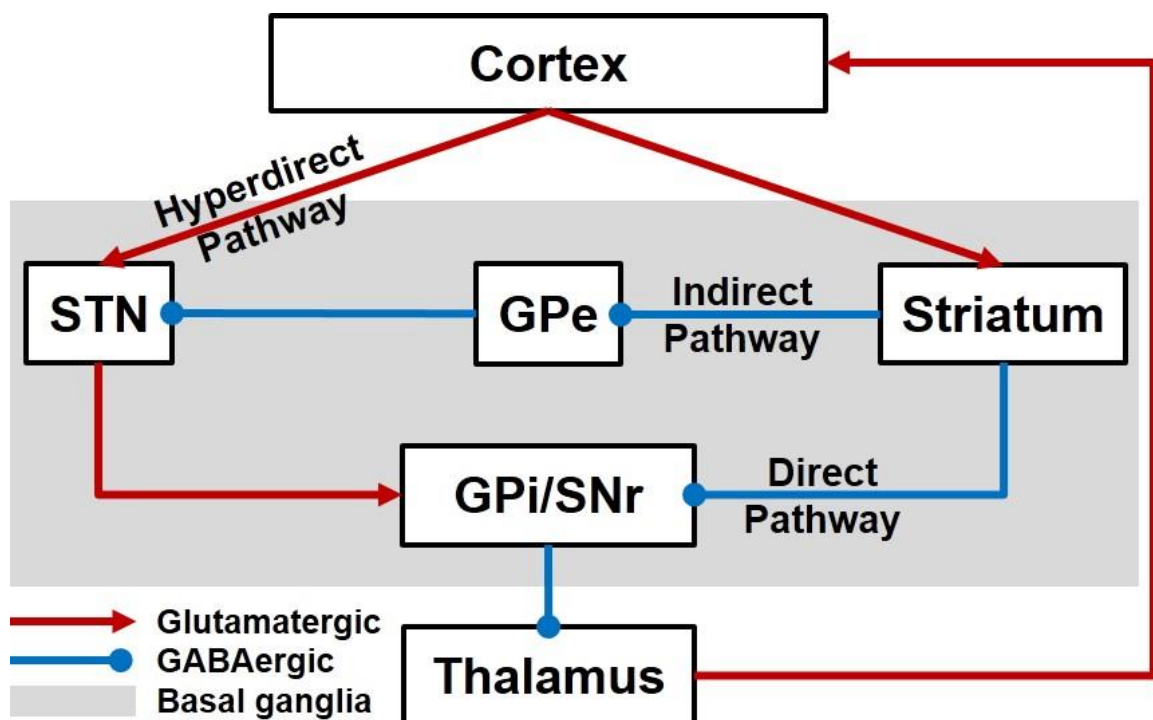 Cortex
Hyperdirect
Pathway
STN
GPe
Indirect
Pathway
Striatum
GPi/SNr
Direct
Pathway
Glutamatergic
GABAergic
Basal ganglia
Thalamus